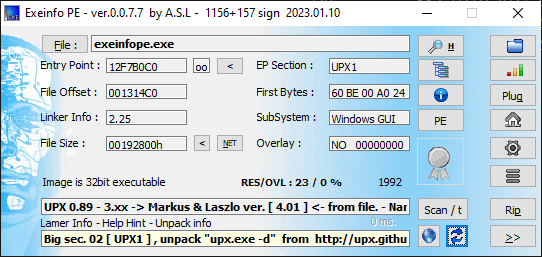 Exeinfo PE - ver.0.0.7.7 by A.S.L - 1156+157 sign 2023.01.10
File : exeinfope.exe H
Entry Point : 12F7B0C0 oo < EP Section : UPX1
File Offset : 001314C0 First Bytes : 60 BE 00 A0 24 Plug
Linker Info : 2.25 SubSystem : Windows GUI PE
File Size : 00192800h < NET Overlay : NO 00000000
Image is 32bit executable RES/OVL : 23 / 0 % 1992
UPX 0.89 - 3.xx -> Markus & Laszlo ver. [ 4.01 ] <- from file. - Nar Scan / t Rip
Lamer Info - Help Hint - Unpack info 0 ms.
Big sec. 02 [ UPX1 ] , unpack "upx.exe -d" from http://upx.githu >>